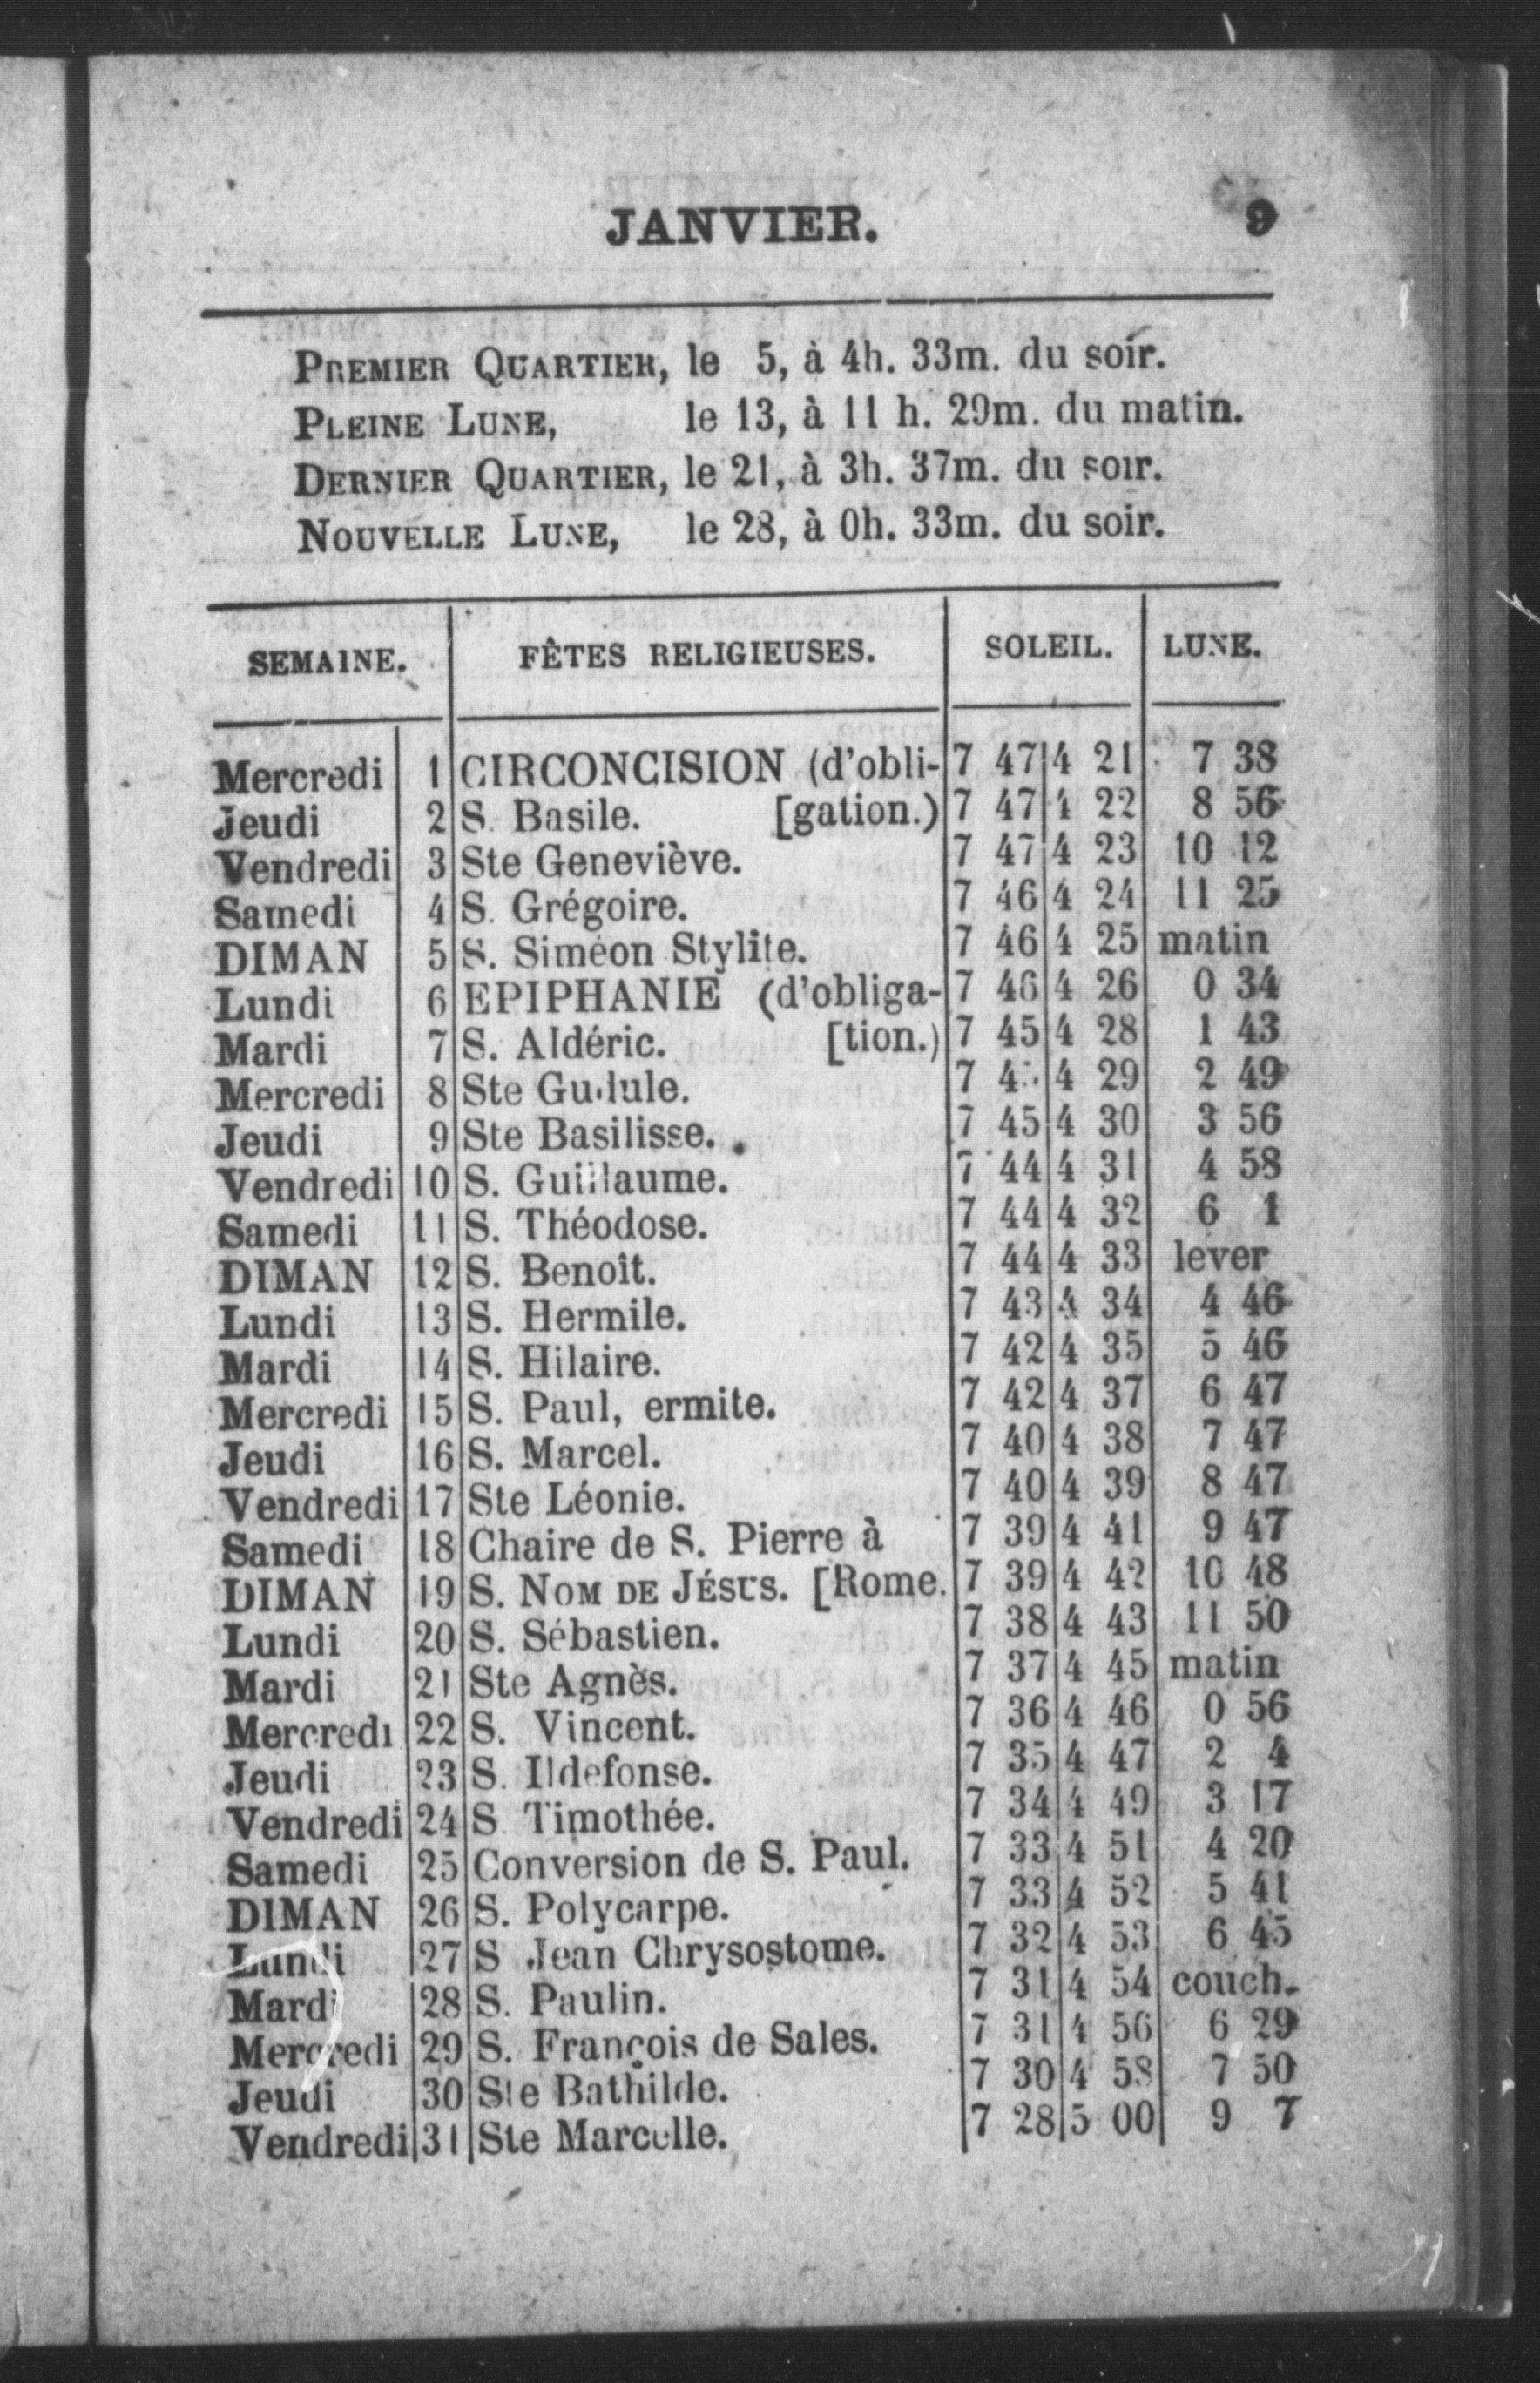 JANVIER. 9
PREMIER QUARTIER, le 5, à 4h. 33m. du soir.
PLEINE LUNE, le 13, à 11 h. 29m. du matin.
DERNIER QUARTIER, le 21, à 3h. 37m. du soir.
NOUVELLE LUNE, le 28, à 0h. 33m. du soir.
SEMAINE. FÊTES RELIGIEUSES. SOLEIL. LUNE.
Mercredi 1 CIRCONCISION (d'obli- 7 47 4 21 7 38
Jeudi 2 S. Basile. [gation.) 7 47 4 22 8 56
Vendredi 3 Ste Geneviève. 7 47 4 23 10 12
Samedi 4 S. Grégoire. 7 46 4 24 11 25
DIMAN 5 S. Siméon Stylite. 7 46 4 25 matin
Lundi 6 EPIPHANIE (d'obliga- 7 46 4 26 0 34
Mardi 7 S. Aldéric. [tion.) 7 45 4 28 1 43
Mercredi 8 Ste Gudule. 7 4 29 2 49
Jeudi 9 Ste Basilisse. 7 45 4 30 3 56
Vendredi 10 S. Guillaume. 7 44 4 31 4 58
Samedi 11 S. Théodose. 7 44 4 32 6 1
DIMAN 12 S. Benoît. 7 44 4 33 lever
Lundi 13 S. Hermile. 7 43 4 34 4 46
Mardi 14 S. Hilaire. 7 42 4 35 5 46
Mercredi 15 S. Paul, ermite. 7 42 4 37 6 47
Jeudi 16 S. Marcel. 7 40 4 38 7 47
Vendredi 17 Ste Léonie. 7 40 4 39 8 47
Samedi 18 Chaire de S. Pierre à 7 39 4 41 9 47
DIMAN 19 S. NOM DE JÉSUS. [Rome. 7 39 4 42 10 48
Lundi 20 S. Sébastien. 7 38 4 43 11 50
Mardi 21 Ste Agnès. 7 37 4 45 matin
Mercredi 22 S. Vincent. 7 36 4 46 0 56
Jeudi 23 S. Ildefonse. 7 35 4 47 2 4
Vendredi 24 S Timothée. 7 34 4 49 3 17
Samedi 25 Conversion de S. Paul. 7 33 4 51 4 20
DIMAN 26 S. Polycarpe. 7 33 4 52 5 41
Lundi 27 S Jean Chrysostome. 7 32 4 53 6 45
Mardi 28 S. Paulin. 7 31 4 54 couch.
Mercredi 29 S. François de Sales. 7 31 4 56 6 29
Jeudi 30 Ste Bathilde. 7 30 4 58 7 50
Vendredi 31 Ste Marcelle. 7 28 5 00 9 7